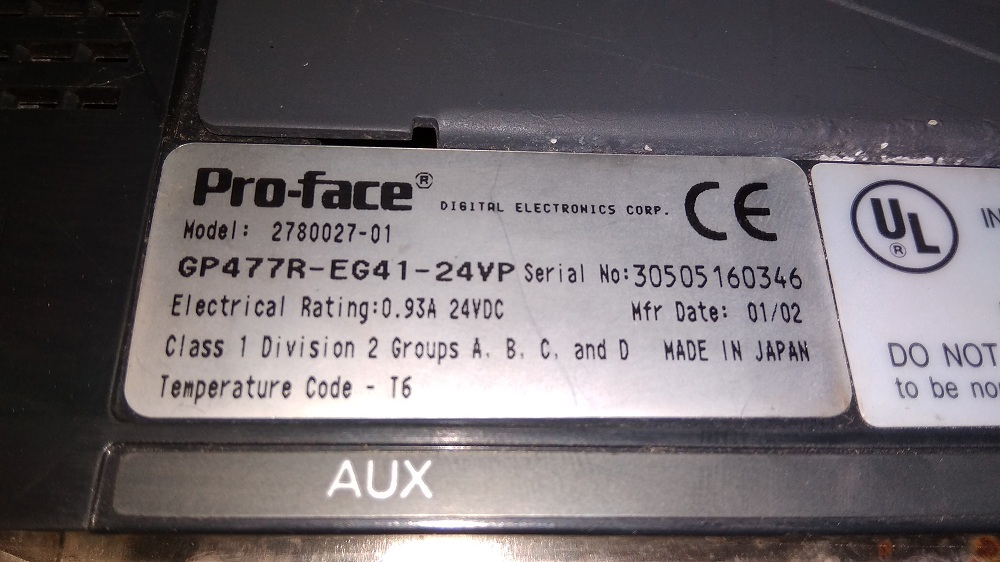 Pro-face® DIGITAL ELECTRONICS CORP. CE
Model: 2780027-01
GP477R-EG41-24VP Serial No:30505160346
Electrical Rating:0.93A 24VDC Mfr Date: 01/02
Class 1 Division 2 Groups A, B, C, and D MADE IN JAPAN
Temperature Code - T6
UL®
DO NOT
to be
AUX